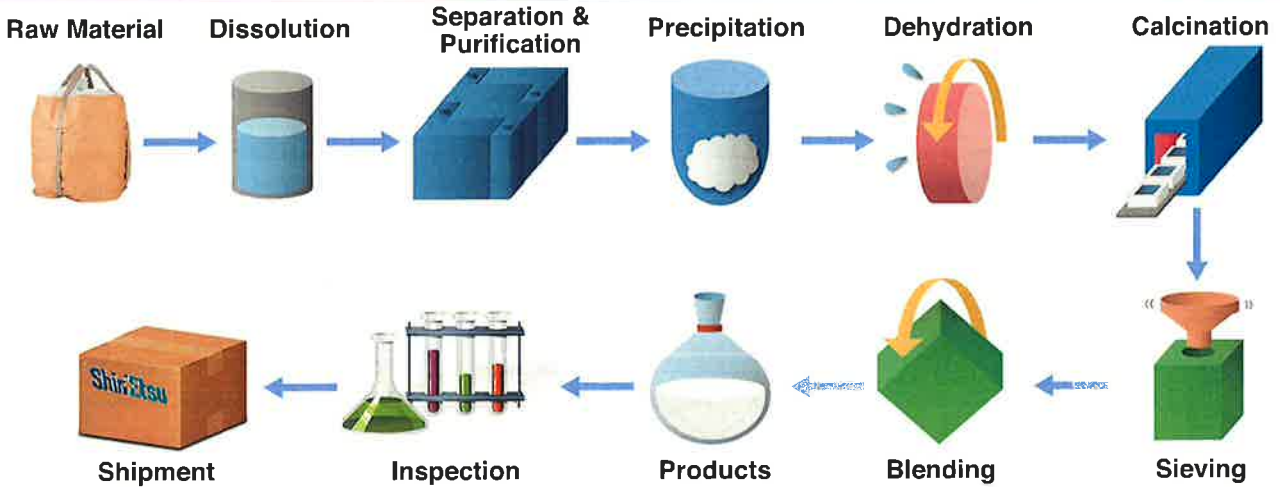 Raw Material
Dissolution
Separation &
Purification
Precipitation
Dehydration
Calcination
Shin-Etsu
Shipment
Inspection
Products
Blending
Sieving